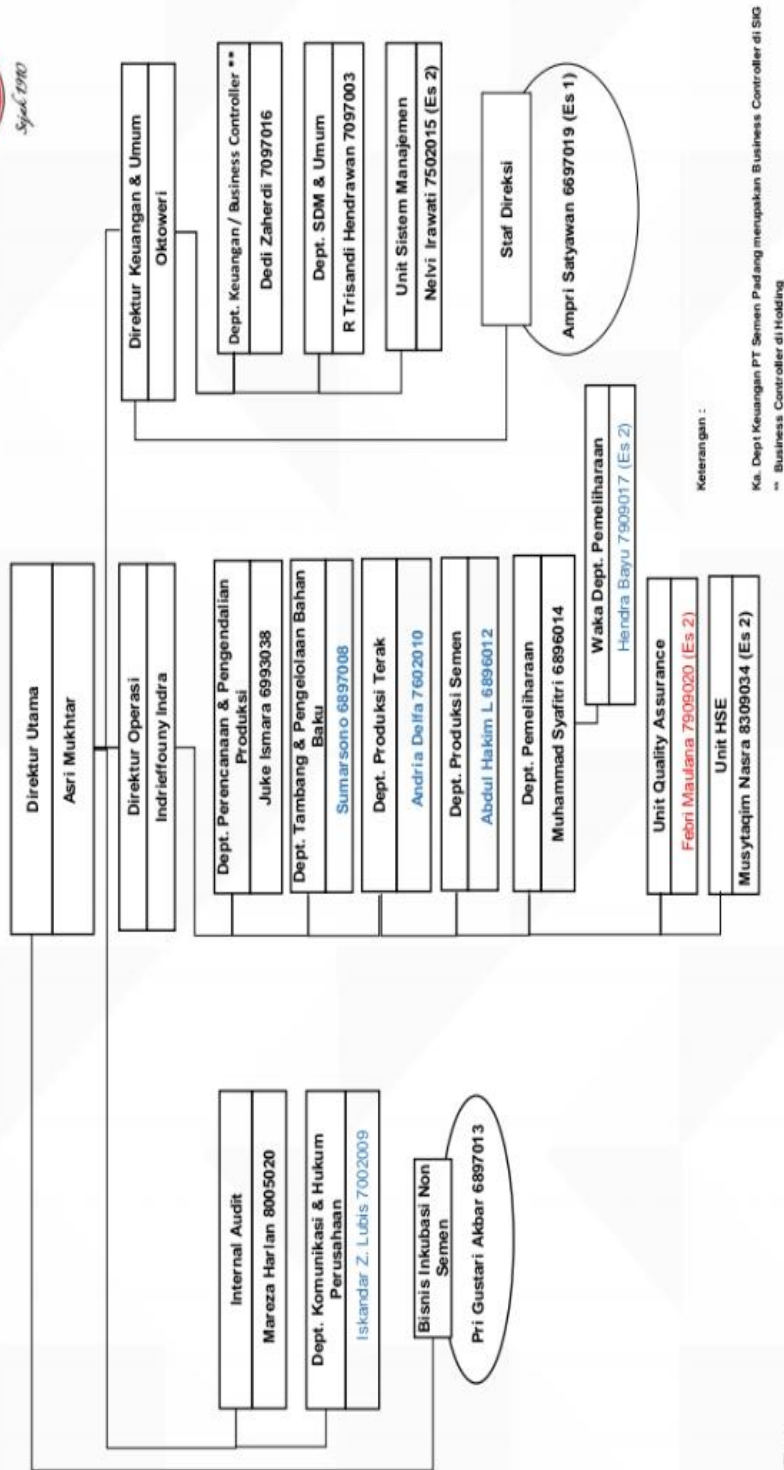 Sejak 1910
Direktur Utama
Asri Mukhtar
Direktur Operasi
Indrieffouny Indra
Direktur Keuangan & Umum
Oktoweri
Internal Audit
Mareza Harlan 8005020
Dept. Komunikasi & Hukum
Perusahaan
Iskandar Z. Lubis 7002009
Bisnis Inkubasi Non
Semen
Pri Gustari Akbar 6897013
Dept. Perencanaan & Pengendalian
Produksi
Juke Ismara 6993038
Dept. Tambang & Pengelolaan Bahan
Baku
Sumarsono 6897008
Dept. Produksi Terak
Andria Delfa 7602010
Dept. Produksi Semen
Abdul Hakim L 6896012
Dept. Pemeliharaan
Muhammad Syafitri 6896014
Waka Dept. Pemeliharaan
Hendra Bayu 7909017 (Es 2)
Unit Quality Assurance
Febri Maulana 7909020 (Es 2)
Unit HSE
Musytaqim Nasra 8309034 (Es 2)
Dept. Keuangan / Business Controller **
Dedi Zaherdi 7097016
Dept. SDM & Umum
R Trisandi Hendrawan 7097003
Unit Sistem Manajemen
Nelvi Irawati 7502015 (Es 2)
Staf Direksi
Ampri Satyawan 6697019 (Es 1)
Keterangan :
Ka. Dept Keuangan PT Semen Padang merupakan Business Controller di SIG
** Business Controller di Holding